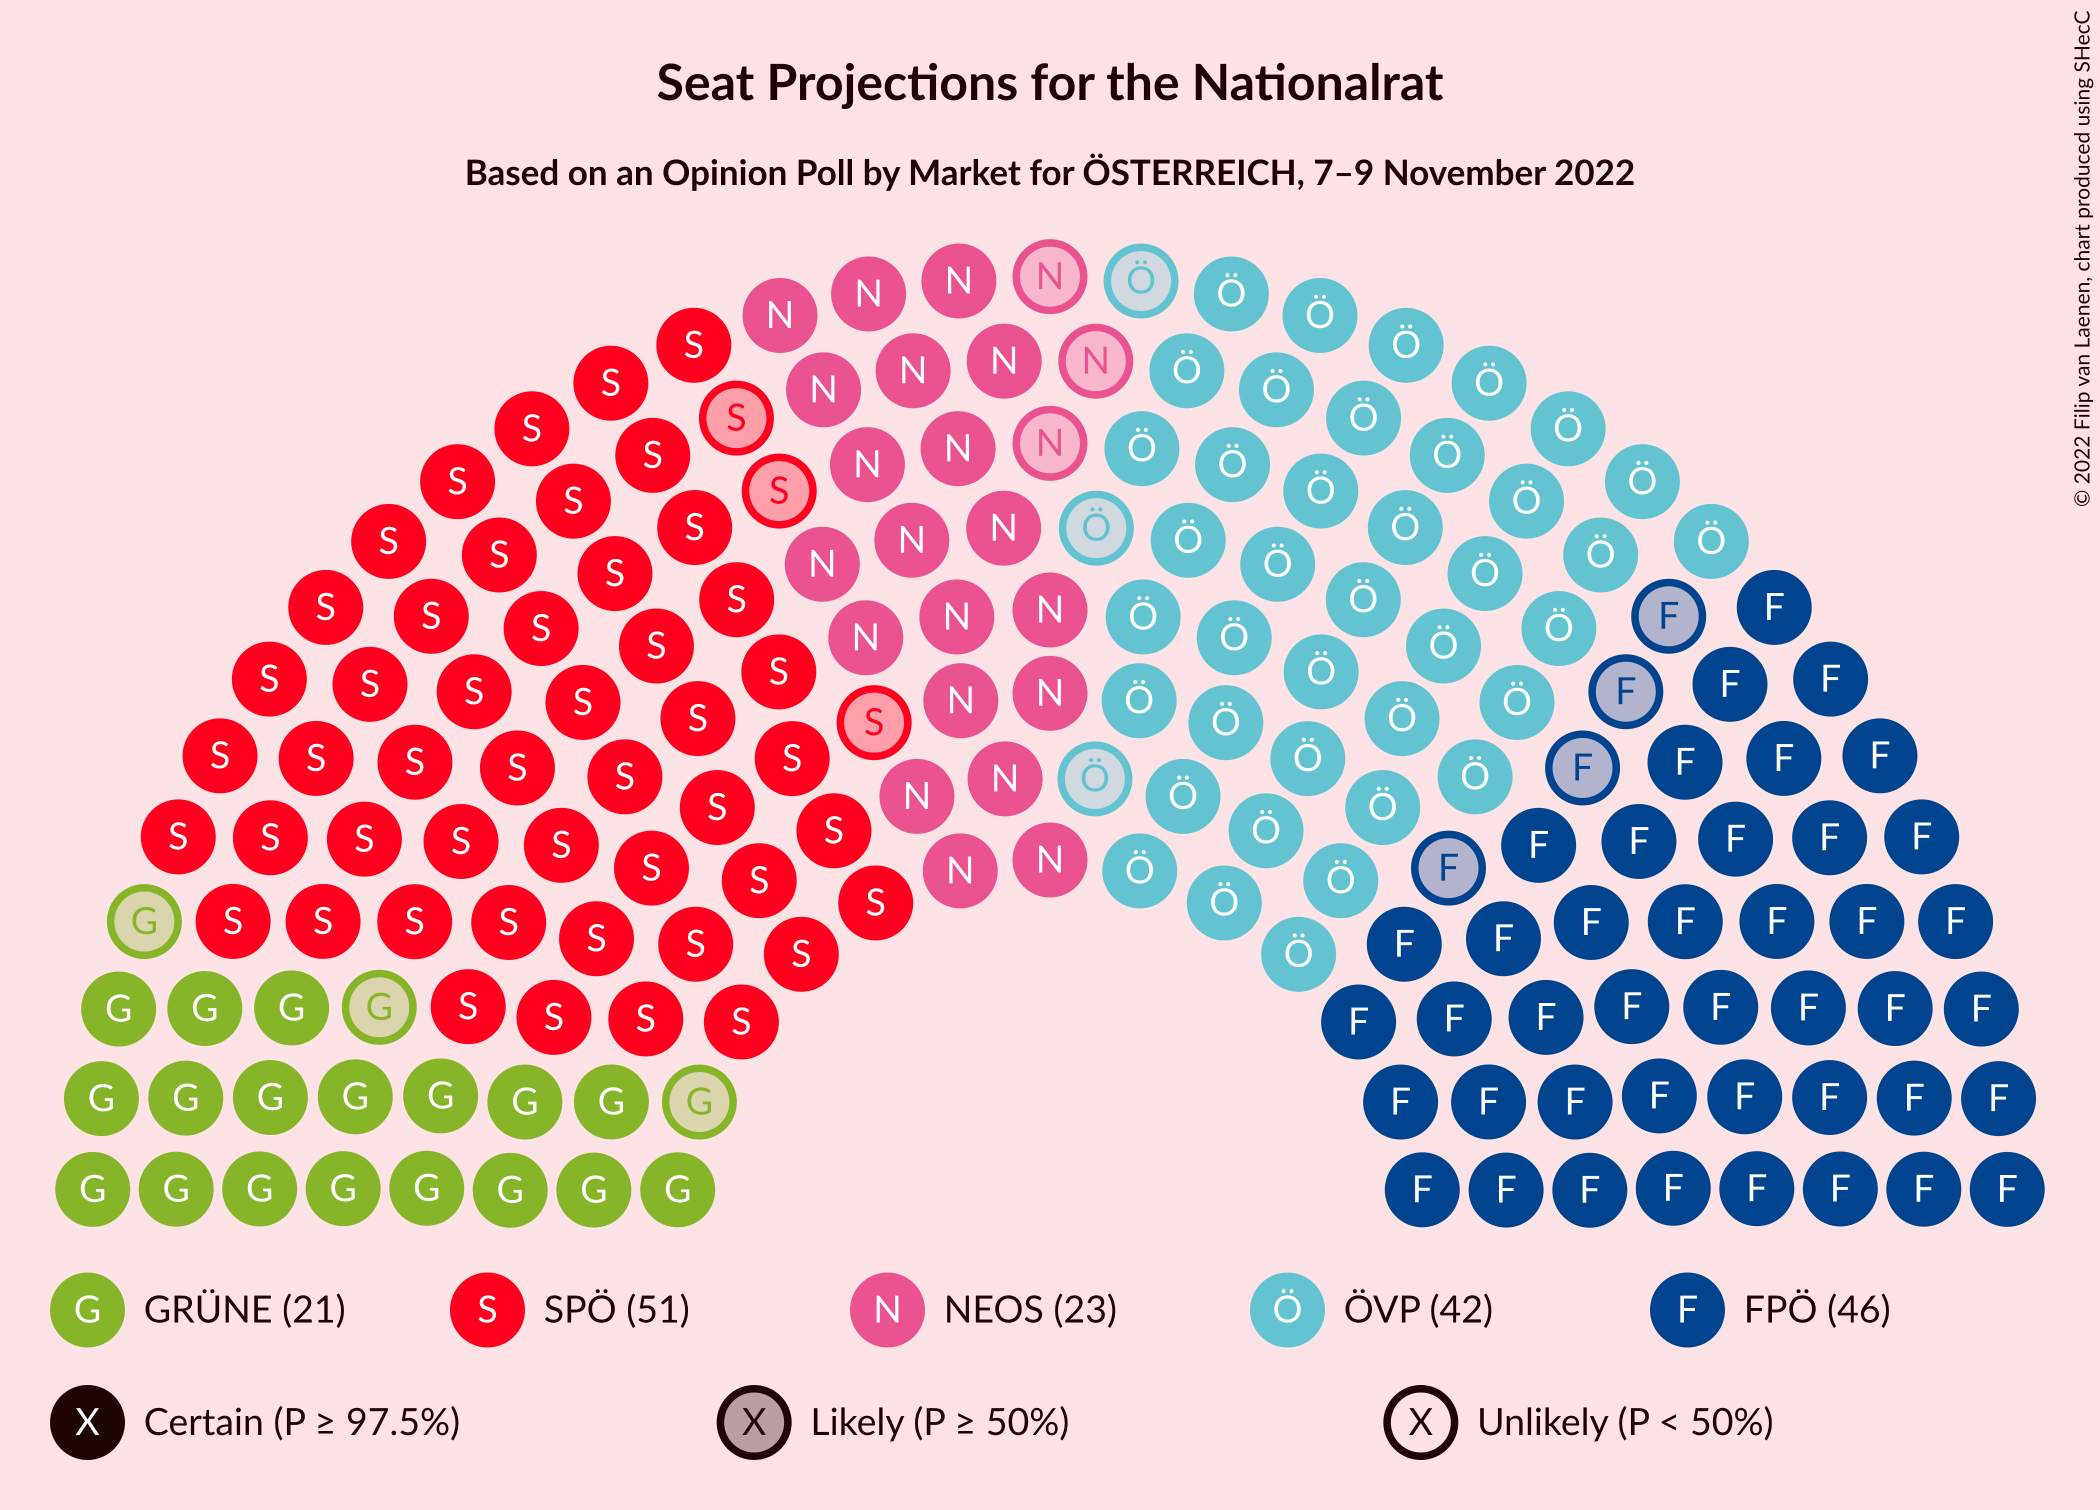 Seat Projections for the Nationalrat
Based on an Opinion Poll by Market for ÖSTERREICH, 7–9 November 2022
© 2022 Filip van Laenen, chart produced using SHecC
N N N N Ö Ö Ö Ö
S N N N N Ö Ö Ö Ö
S S N N N Ö Ö Ö Ö Ö
S S S N N N Ö Ö Ö Ö Ö Ö
S S S S N N N Ö Ö Ö Ö Ö Ö Ö
S S S S S N N Ö Ö Ö Ö Ö F F
S S S S S S S N N Ö Ö Ö Ö Ö F F F
S S S S S S S S N N Ö Ö Ö Ö Ö F F F F
S S S S S S S S N N Ö Ö Ö F F F F F F
G S S S S S S S Ö F F F F F F F
G G G G S S S S F F F F F F F F
G G G G G G G G F F F F F F F F
G G G G G G G G F F F F F F F F
G GRÜNE (21) S SPÖ (51) N NEOS (23) Ö ÖVP (42) F FPÖ (46)
X Certain (P ≥ 97.5%) X Likely (P ≥ 50%) X Unlikely (P < 50%)